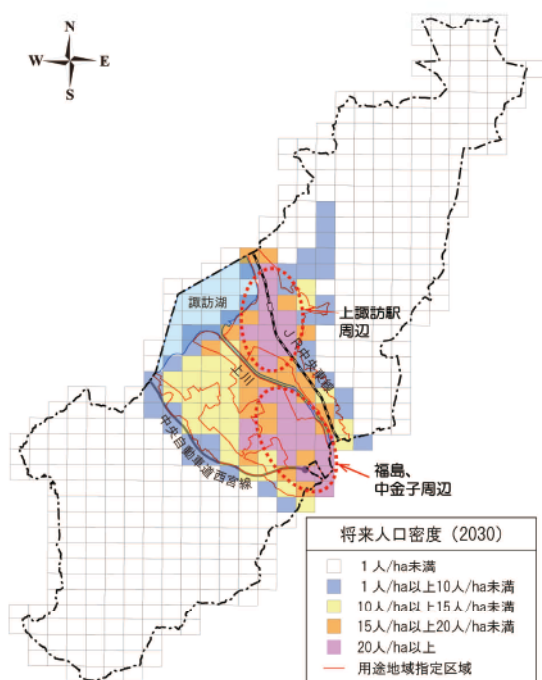 N
W E
S
諏訪湖
上諏訪駅
周辺
JR中央東線
上川
中央自動車道西宮線
福島、
中金子周辺
将来人口密度（2030）
1人/ha未満
1人/ha以上10人/ha未満
10人/ha以上15人/ha未満
15人/ha以上20人/ha未満
20人/ha以上
用途地域指定区域